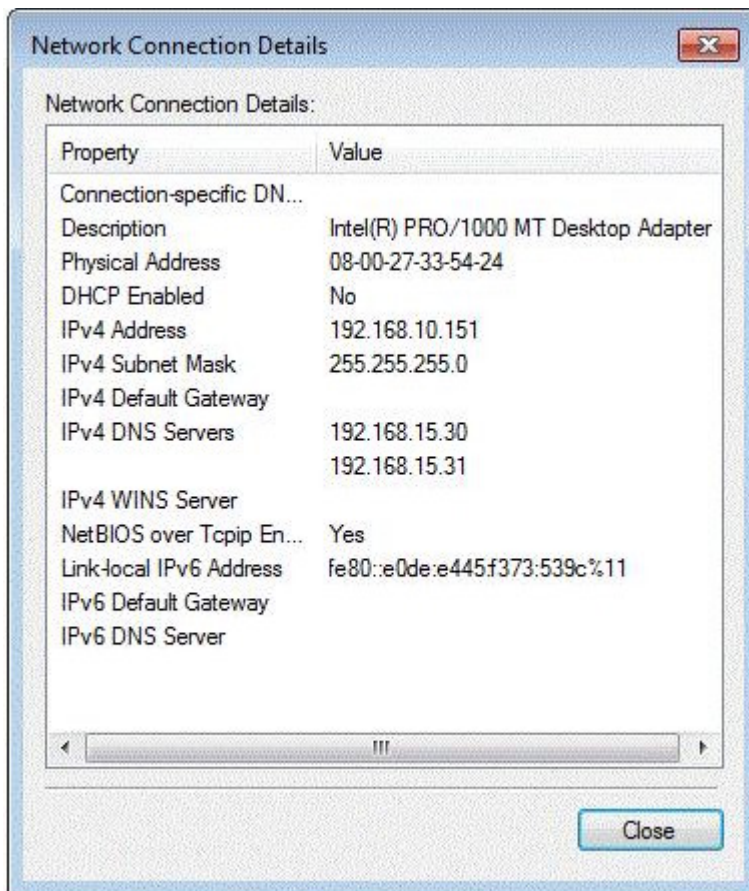 Network Connection Details
Network Connection Details:
Property Value
Connection-specific DN...
Description Intel(R) PRO/1000 MT Desktop Adapter
Physical Address 08-00-27-33-54-24
DHCP Enabled No
IPv4 Address 192.168.10.151
IPv4 Subnet Mask 255.255.255.0
IPv4 Default Gateway
IPv4 DNS Servers 192.168.15.30
192.168.15.31
IPv4 WINS Server
NetBIOS over Tcpip En... Yes
Link-local IPv6 Address fe80::e0de:e445:f373:539c%11
IPv6 Default Gateway
IPv6 DNS Server
Close